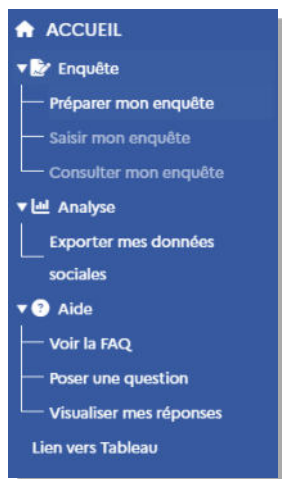 ACCUEIL
Enquête
Préparer mon enquête
Saisir mon enquête
Consulter mon enquête
Analyse
Exporter mes données
sociales
Aide
Voir la FAQ
Poser une question
Visualiser mes réponses
Lien vers Tableau